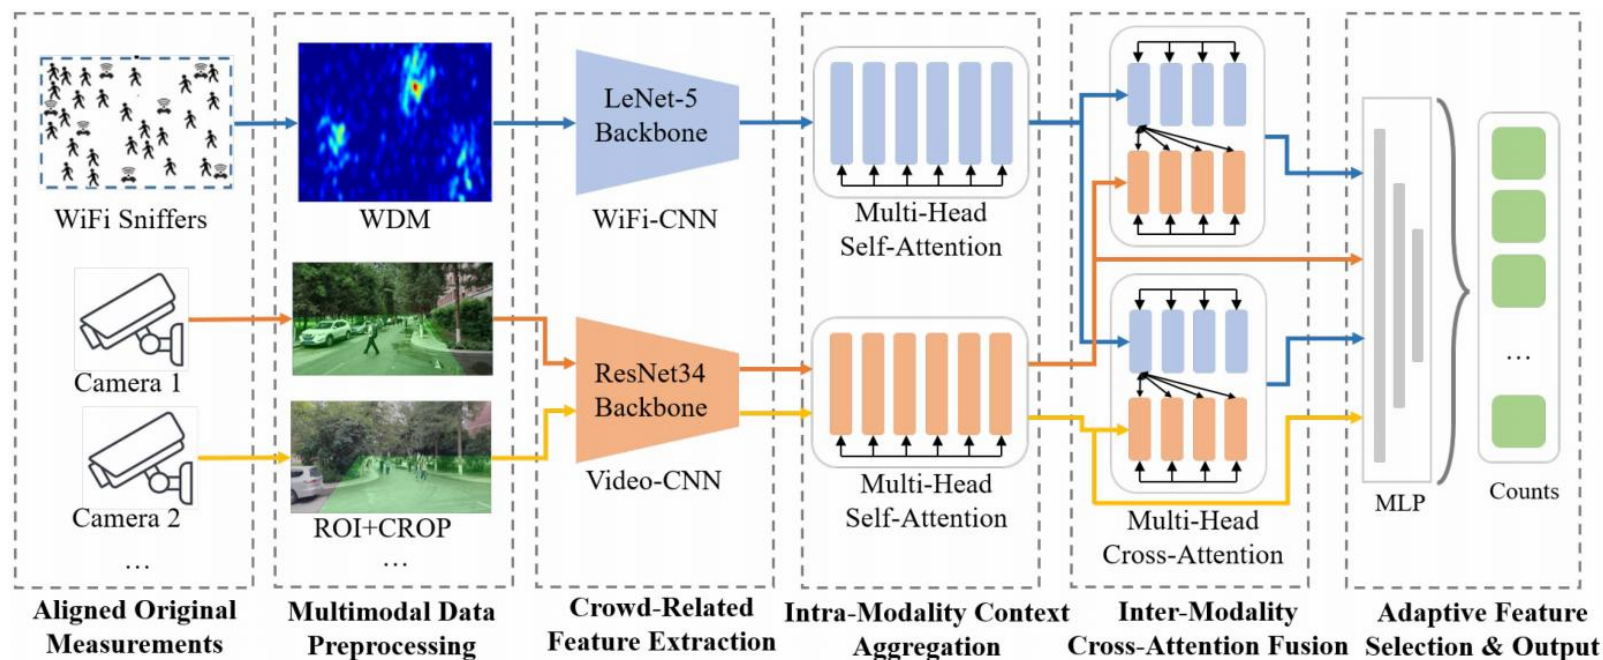 WiFi Sniffers
Camera 1
Camera 2
...
Aligned Original
Measurements
WDM
ROI+CROP
...
Multimodal Data
Preprocessing
LeNet-5
Backbone
WiFi-CNN
ResNet34
Backbone
Video-CNN
Crowd-Related
Feature Extraction
Multi-Head
Self-Attention
Multi-Head
Self-Attention
Intra-Modality Context
Aggregation
Multi-Head
Cross-Attention
Inter-Modality
Cross-Attention Fusion
MLP
...
Counts
Adaptive Feature
Selection & Output